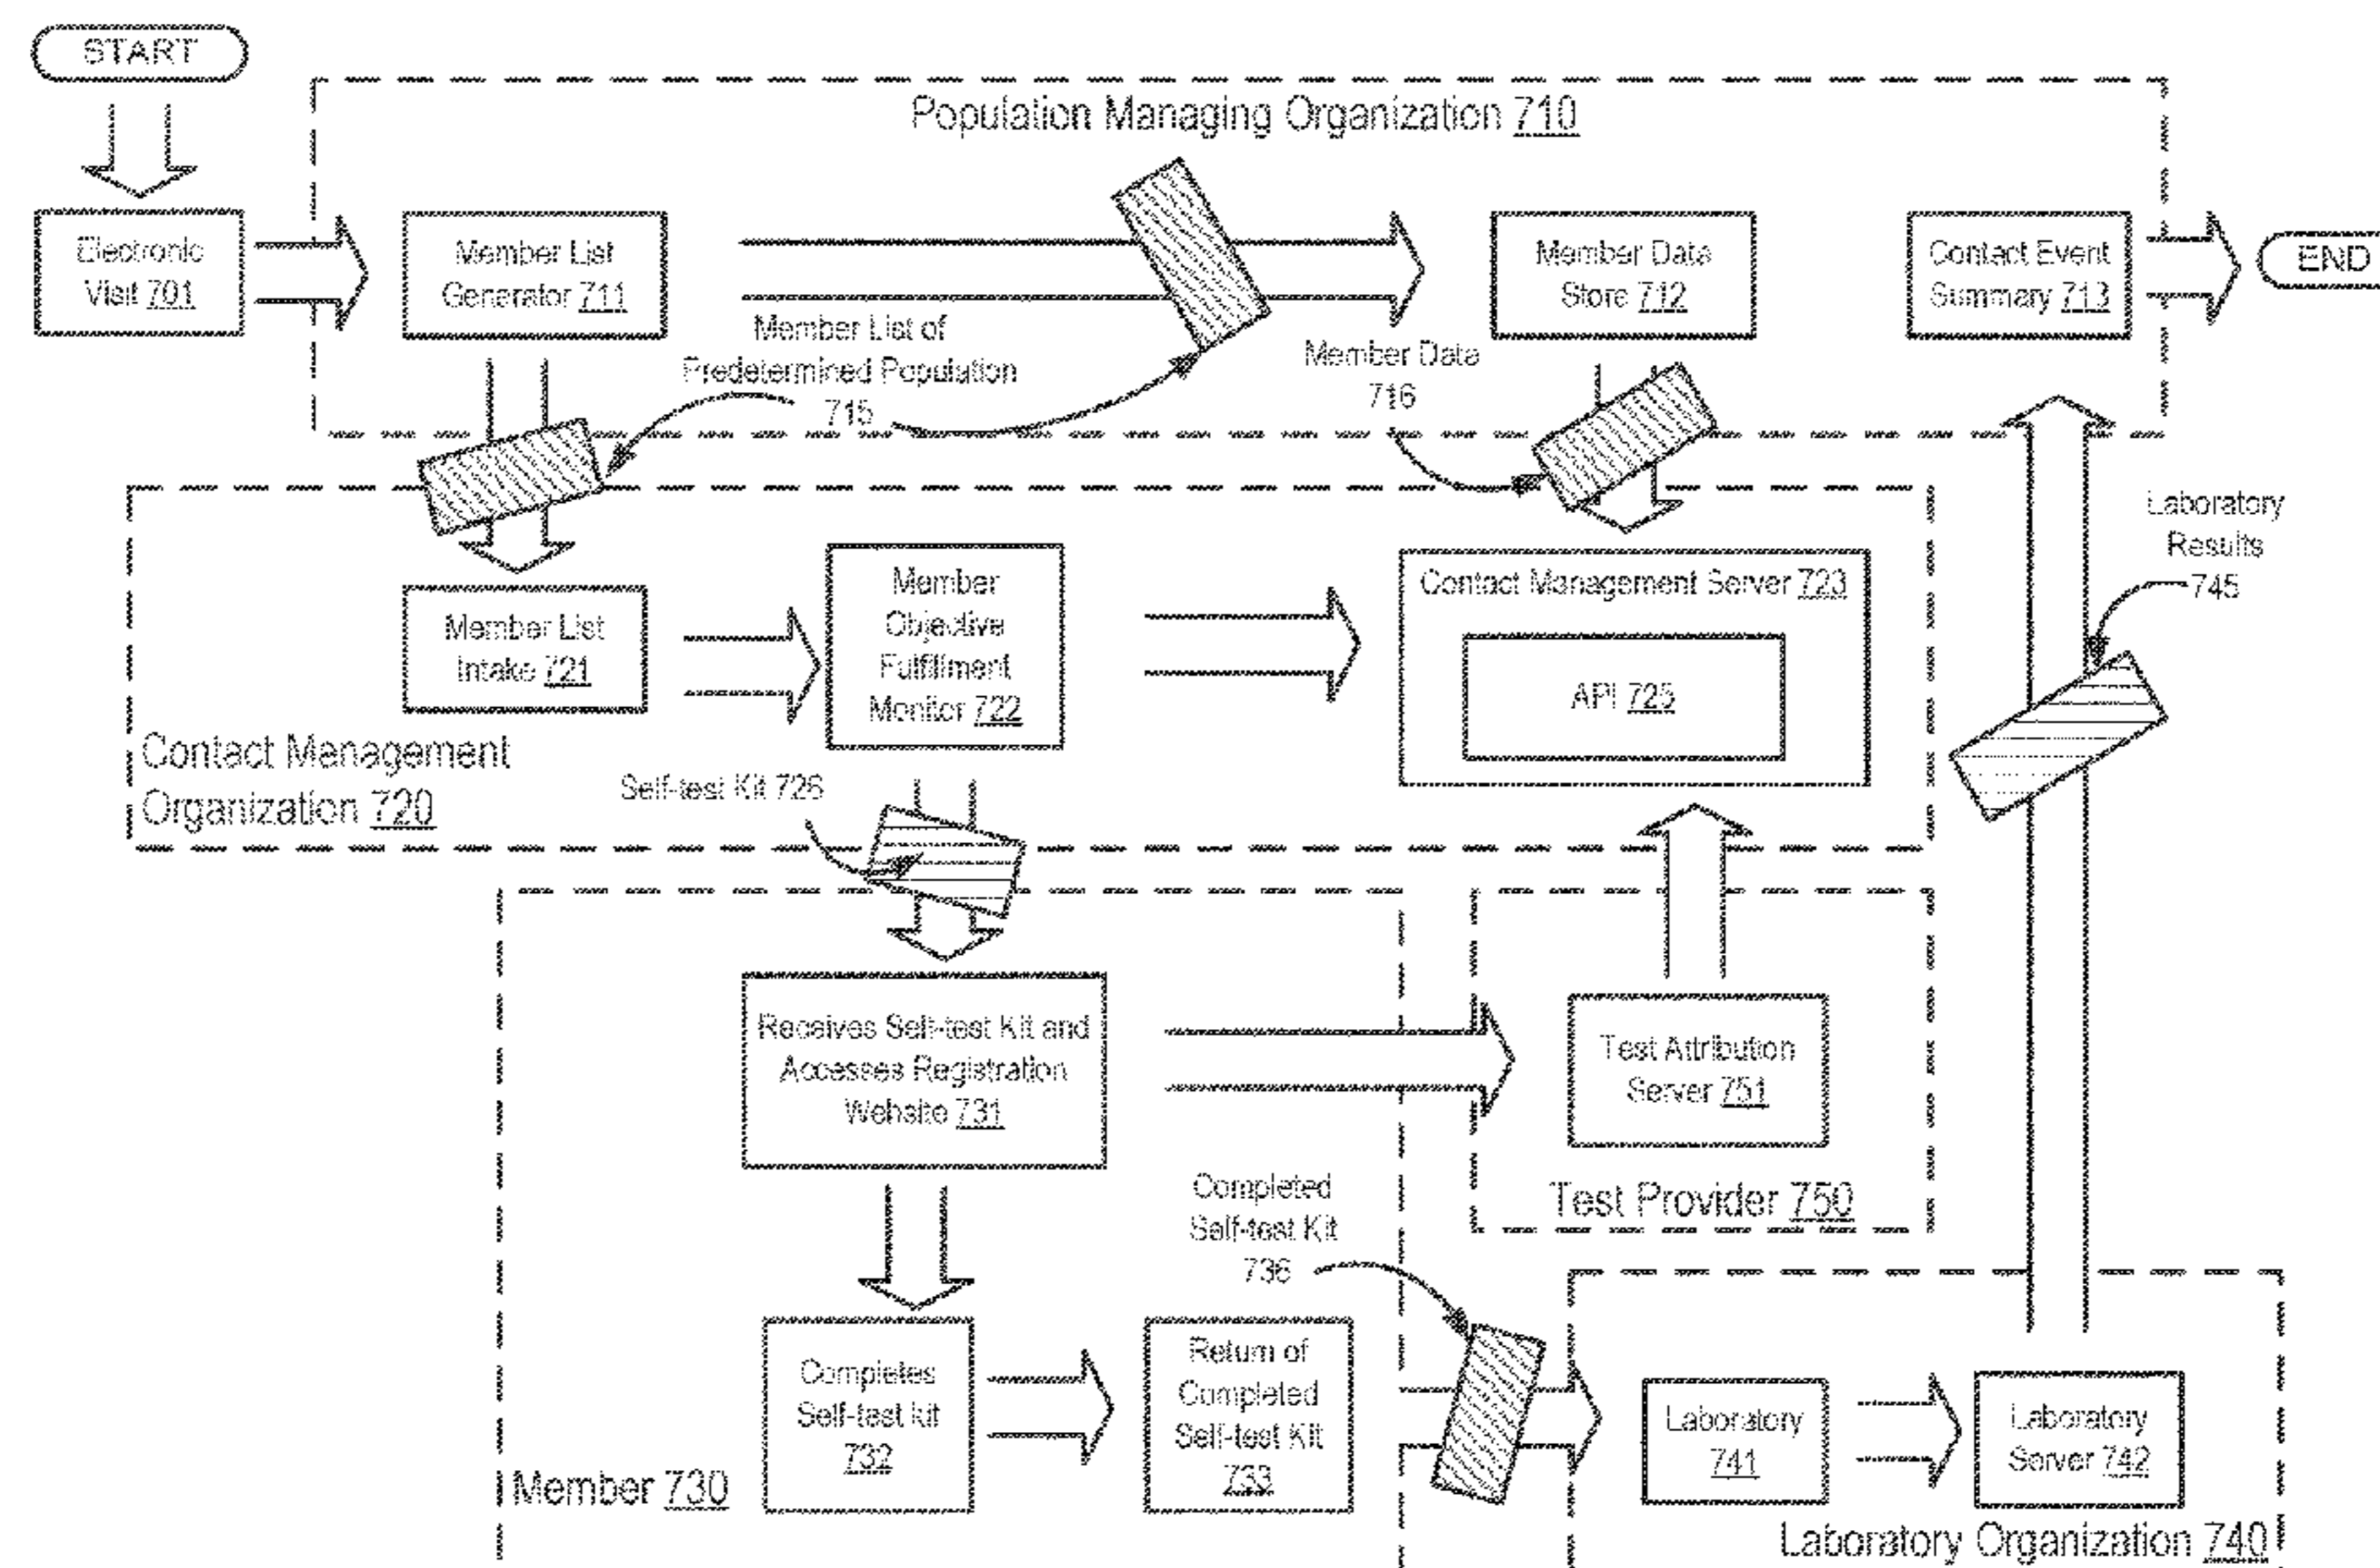 START
Population Managing Organization 710
Electronic
Visit 701
Member List
Generator 711
Member Data
Store 712
Contact Event
Summary 713
END
Member List of
Predetermined Population
715
Member Data
716
Laboratory
Results
745
Member List
Intake 721
Member
Objective
Fulfillment
Monitor 722
Contact Management Server 723
API 725
Contact Management
Organization 720
Self-test Kit 726
Receives Self-test Kit and
Accesses Registration
Website 731
Test Attribution
Server 751
Test Provider 750
Completed
Self-test Kit
736
Completes
Self-test kit
732
Return of
Completed
Self-test Kit
733
Laboratory
741
Laboratory
Server 742
Member 730
Laboratory Organization 740